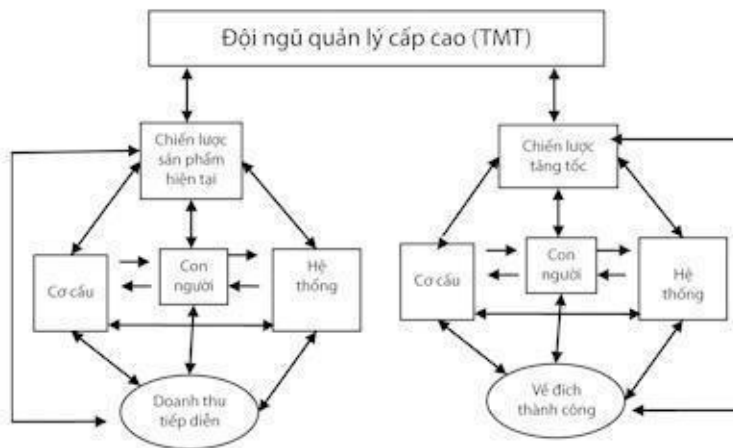 Đội ngũ quản lý cấp cao (TMT)
Chiến lược
sản phẩm
hiện tại
Cơ cấu
Con
người
Hệ
thống
Doanh thu
tiếp diễn
Chiến lược
tăng tốc
Cơ cấu
Con
người
Hệ
thống
Về đích
thành công